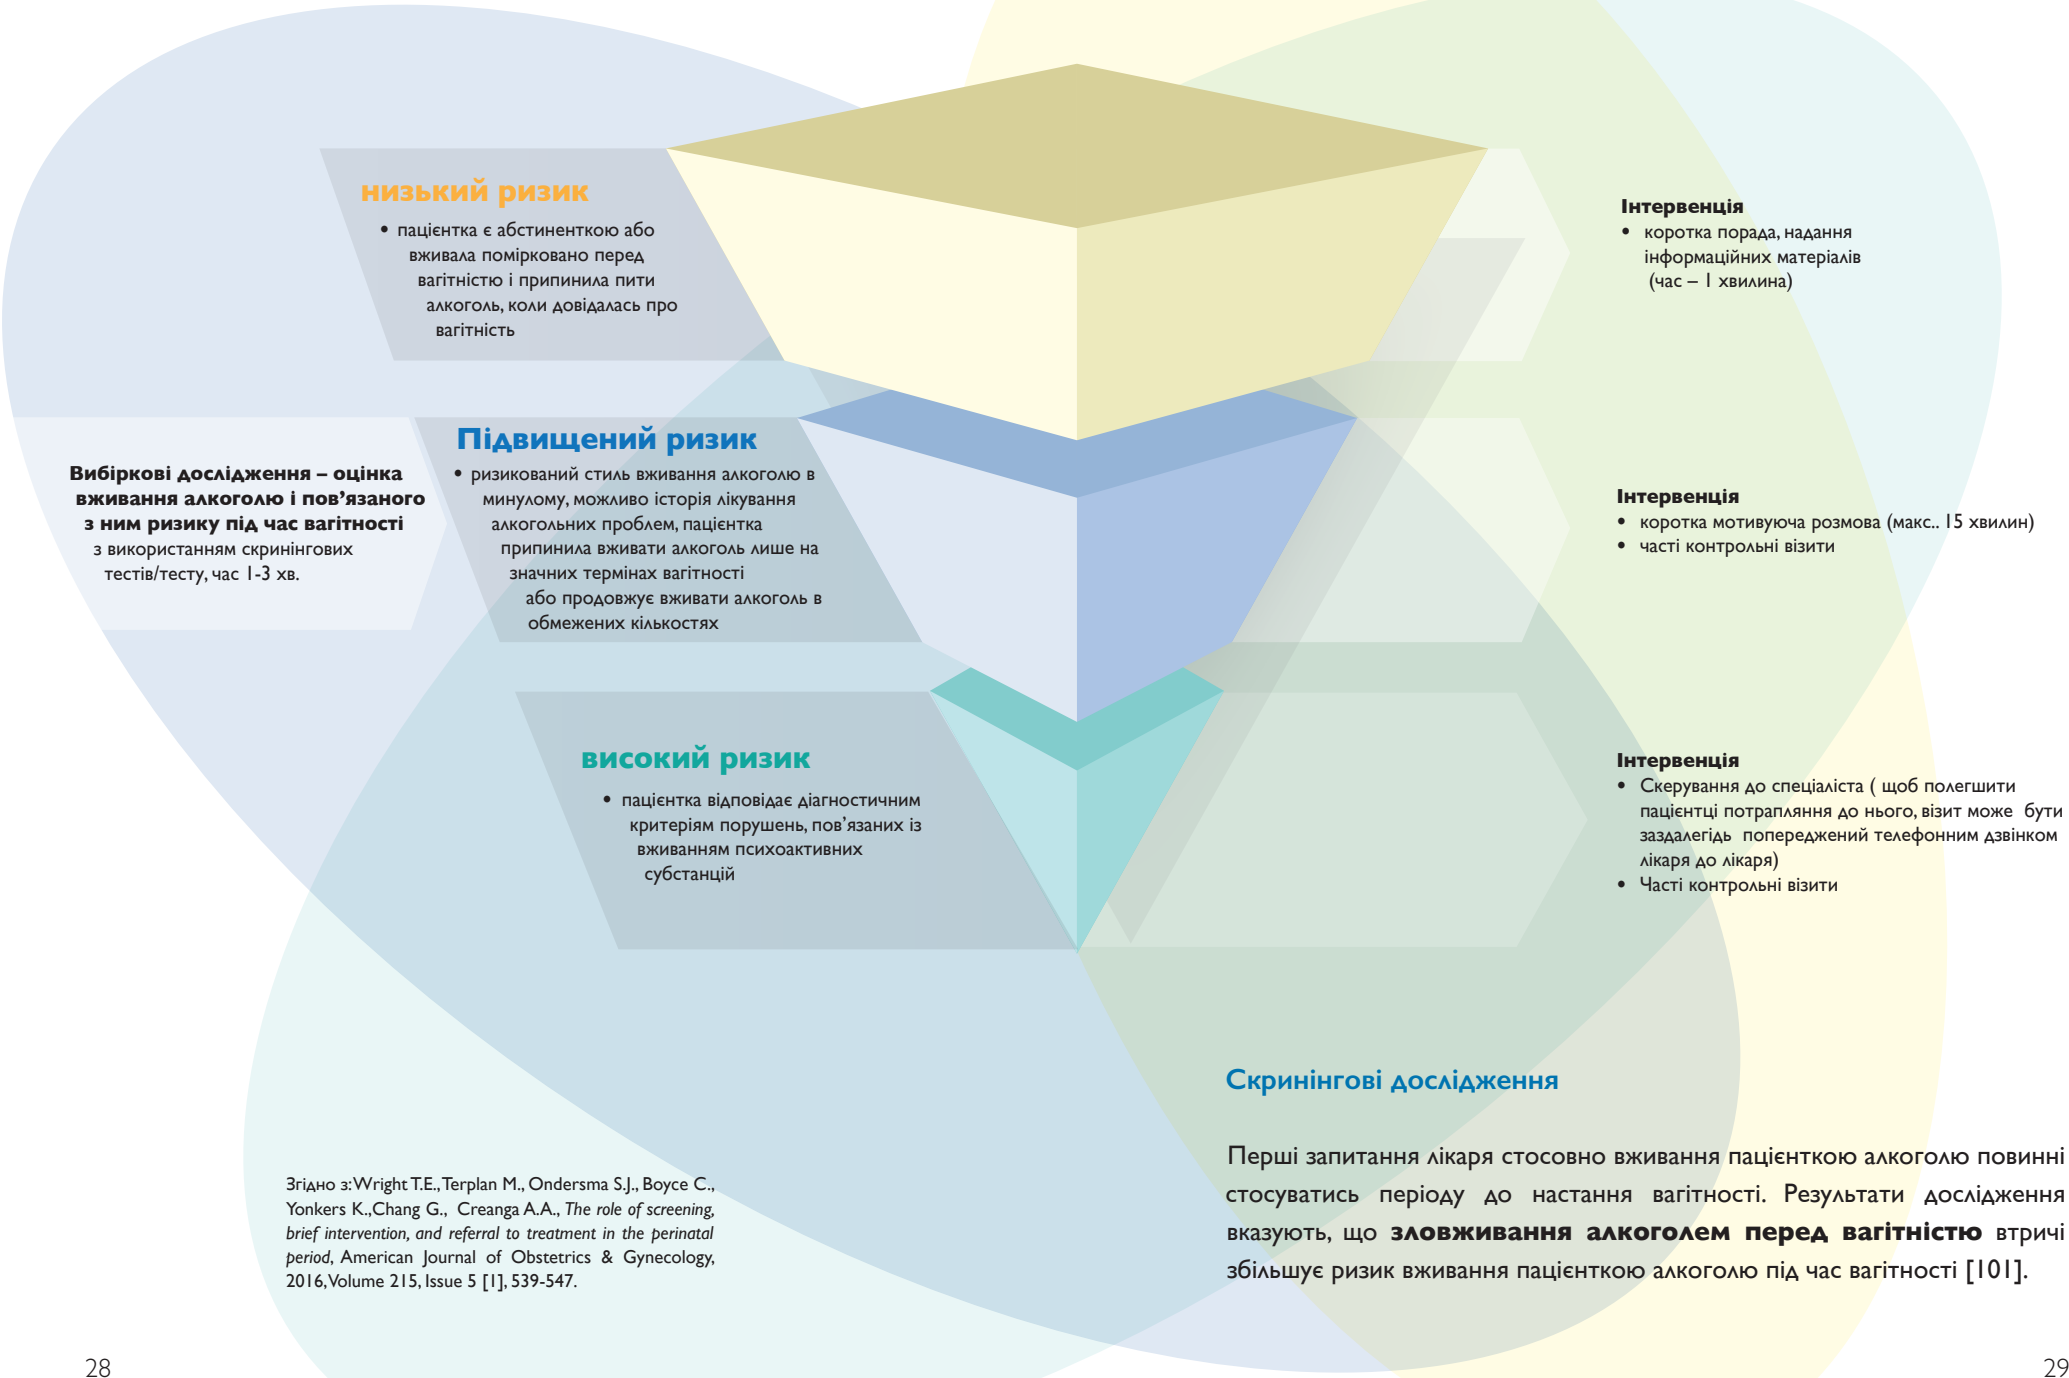 низький ризик
• пацієнтка є абстиненткою або
вживала помірковано перед
вагітністю і припинила пити
алкоголь, коли довідалась про
вагітність
Інтервенція
• коротка порада, надання
інформаційних матеріалів
(час – 1 хвилина)
Вибіркові дослідження – оцінка
вживання алкоголю і пов’язаного
з ним ризику під час вагітності
з використанням скринінгових
тестів/тесту, час 1-3 хв.
Підвищений ризик
• ризикований стиль вживання алкоголю в
минулому, можливо історія лікування
алкогольних проблем, пацієнтка
припинила вживати алкоголь лише на
значних термінах вагітності
або продовжує вживати алкоголь в
обмежених кількостях
Інтервенція
• коротка мотивуюча розмова (макс.. 15 хвилин)
• часті контрольні візити
високий ризик
• пацієнтка відповідає діагностичним
критеріям порушень, пов’язаних із
вживанням психоактивних
субстанцій
Інтервенція
• Скерування до спеціаліста ( щоб полегшити
пацієнтці потрапляння до нього, візит може бути
заздалегідь попереджений телефонним дзвінком
лікаря до лікаря)
• Часті контрольні візити
Згідно з: Wright T.E., Terplan M., Ondersma S.J., Boyce C.,
Yonkers K.,Chang G., Creanga A.A., The role of screening,
brief intervention, and referral to treatment in the perinatal
period, American Journal of Obstetrics & Gynecology,
2016, Volume 215, Issue 5 [1], 539-547.
Скринінгові дослідження
Перші запитання лікаря стосовно вживання пацієнткою алкоголю повинні
стосуватись періоду до настання вагітності. Результати дослідження
вказують, що зловживання алкоголем перед вагітністю втричі
збільшує ризик вживання пацієнткою алкоголю під час вагітності [101].
28
29